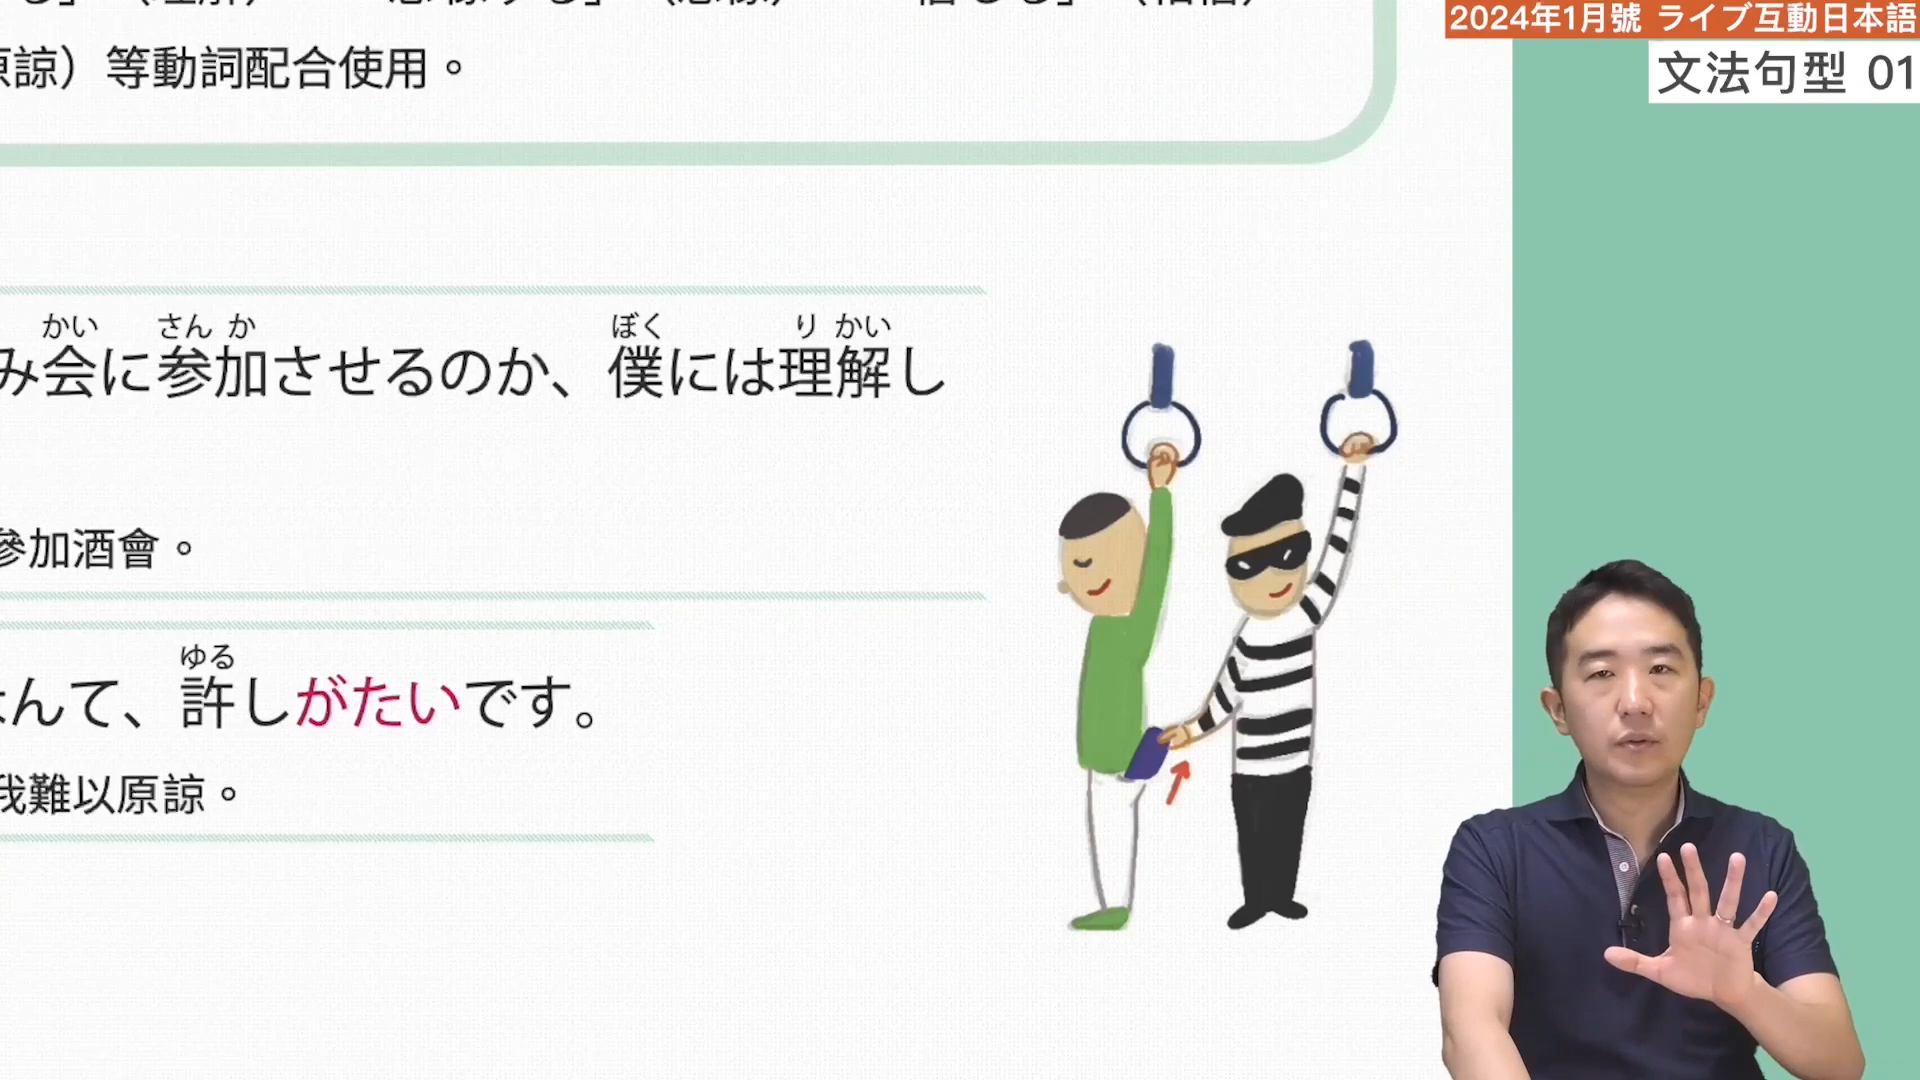 2024年1月號 ライブ互動日本語
文法句型 01
諒）等動詞配合使用。
かい さん か ぼく り かい
み会に参加させるのか、僕には理解し
參加酒會。
ゆる
んて、許しがたいです。
我難以原諒。